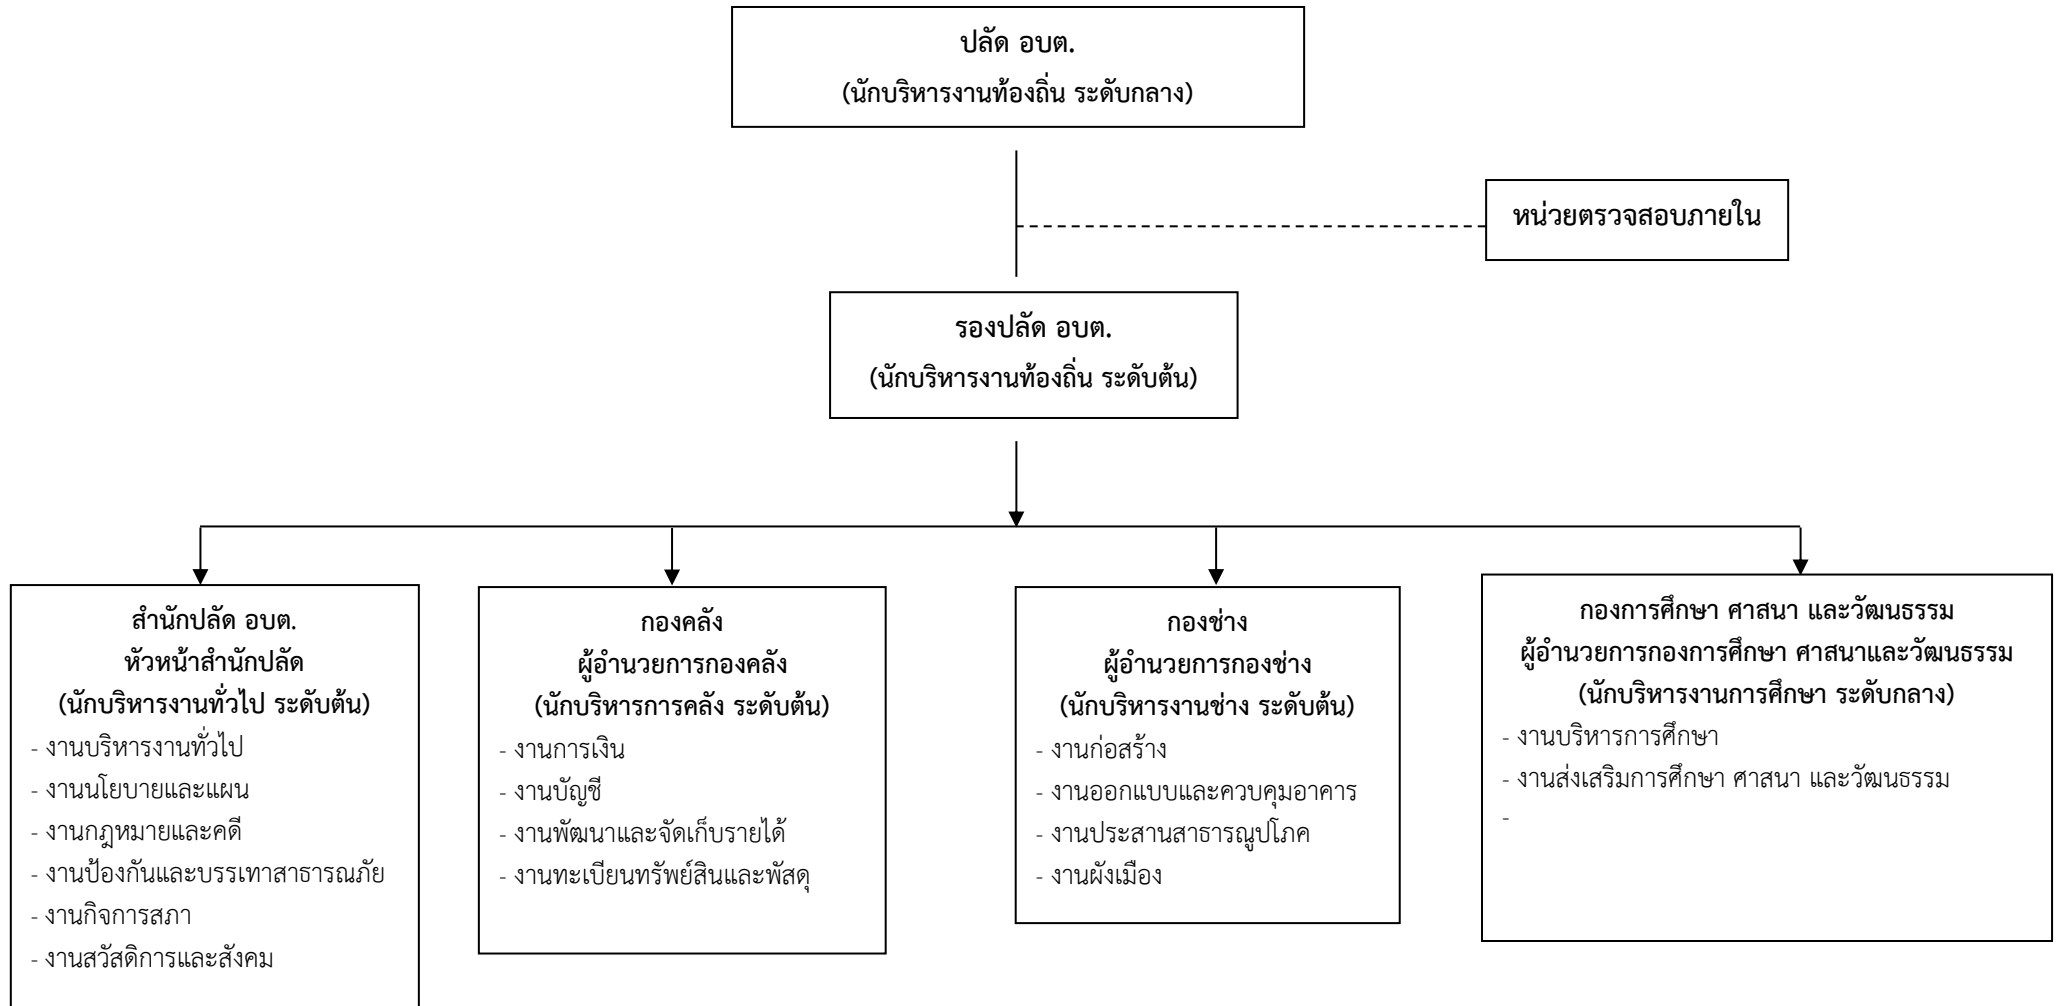 ปลัด อบต.
(นักบริหารงานท้องถิ่น ระดับกลาง)
หน่วยตรวจสอบภายใน
รองปลัด อบต.
(นักบริหารงานท้องถิ่น ระดับต้น)
สำนักปลัด อบต.
หัวหน้าสำนักปลัด
(นักบริหารงานทั่วไป ระดับต้น)
- งานบริหารงานทั่วไป
- งานนโยบายและแผน
- งานกฎหมายและคดี
- งานป้องกันและบรรเทาสาธารณภัย
- งานกิจการสภา
- งานสวัสดิการและสังคม
กองคลัง
ผู้อำนวยการกองคลัง
(นักบริหารการคลัง ระดับต้น)
- งานการเงิน
- งานบัญชี
- งานพัฒนาและจัดเก็บรายได้
- งานทะเบียนทรัพย์สินและพัสดุ
กองช่าง
ผู้อำนวยการกองช่าง
(นักบริหารงานช่าง ระดับต้น)
- งานก่อสร้าง
- งานออกแบบและควบคุมอาคาร
- งานประสานสาธารณูปโภค
- งานผังเมือง
กองการศึกษา ศาสนา และวัฒนธรรม
ผู้อำนวยการกองการศึกษา ศาสนาและวัฒนธรรม
(นักบริหารงานการศึกษา ระดับกลาง)
- งานบริหารการศึกษา
- งานส่งเสริมการศึกษา ศาสนา และวัฒนธรรม
-